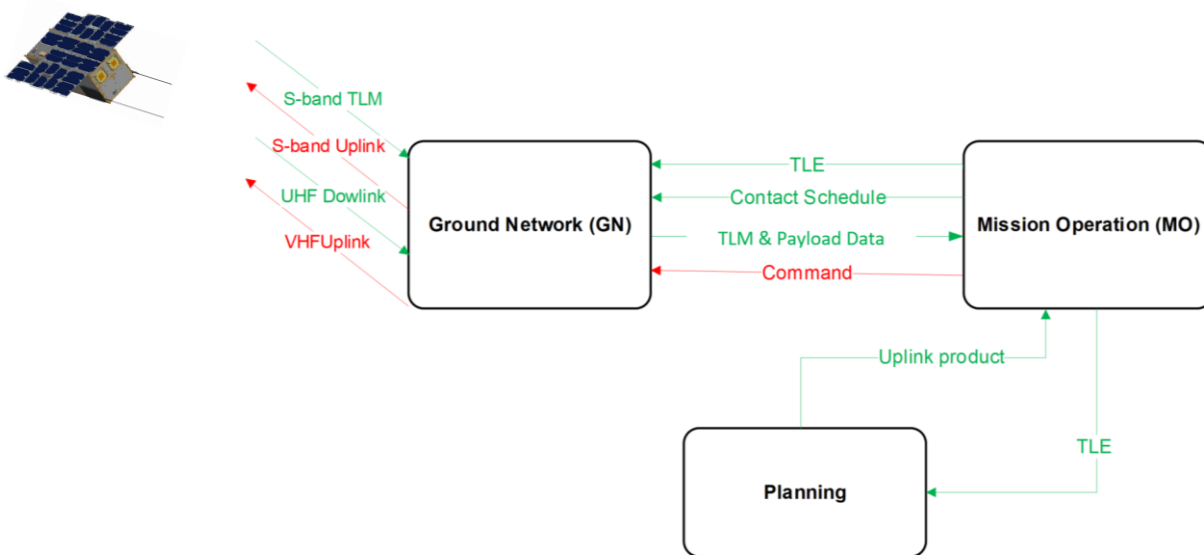 S-band TLM
S-band Uplink
UHF Dowlink
VHFUplink
Ground Network (GN)
TLE
Contact Schedule
TLM & Payload Data
Command
Mission Operation (MO)
Uplink product
TLE
Planning